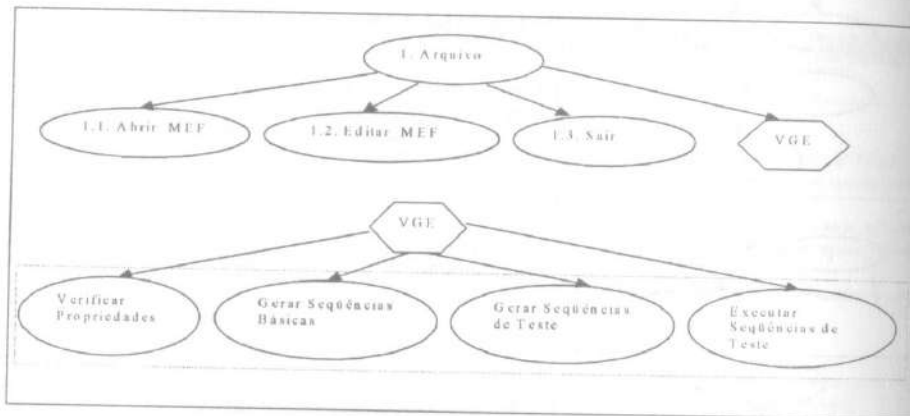 1. Arquivo
1.1. Abrir MEF
1.2. Editar MEF
1.3. Sair
VGE
VGE
Verificar
Propriedades
Gerar Seqüências
Básicas
Gerar Seqüências
de Teste
Executar
Seqüências de
Teste